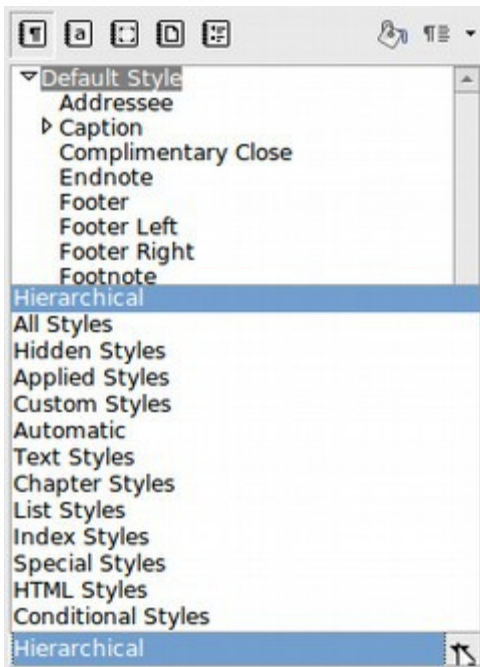 Default Style
Addressee
Caption
Complimentary Close
Endnote
Footer
Footer Left
Footer Right
Footnote
Hierarchical
All Styles
Hidden Styles
Applied Styles
Custom Styles
Automatic
Text Styles
Chapter Styles
List Styles
Index Styles
Special Styles
HTML Styles
Conditional Styles
Hierarchical